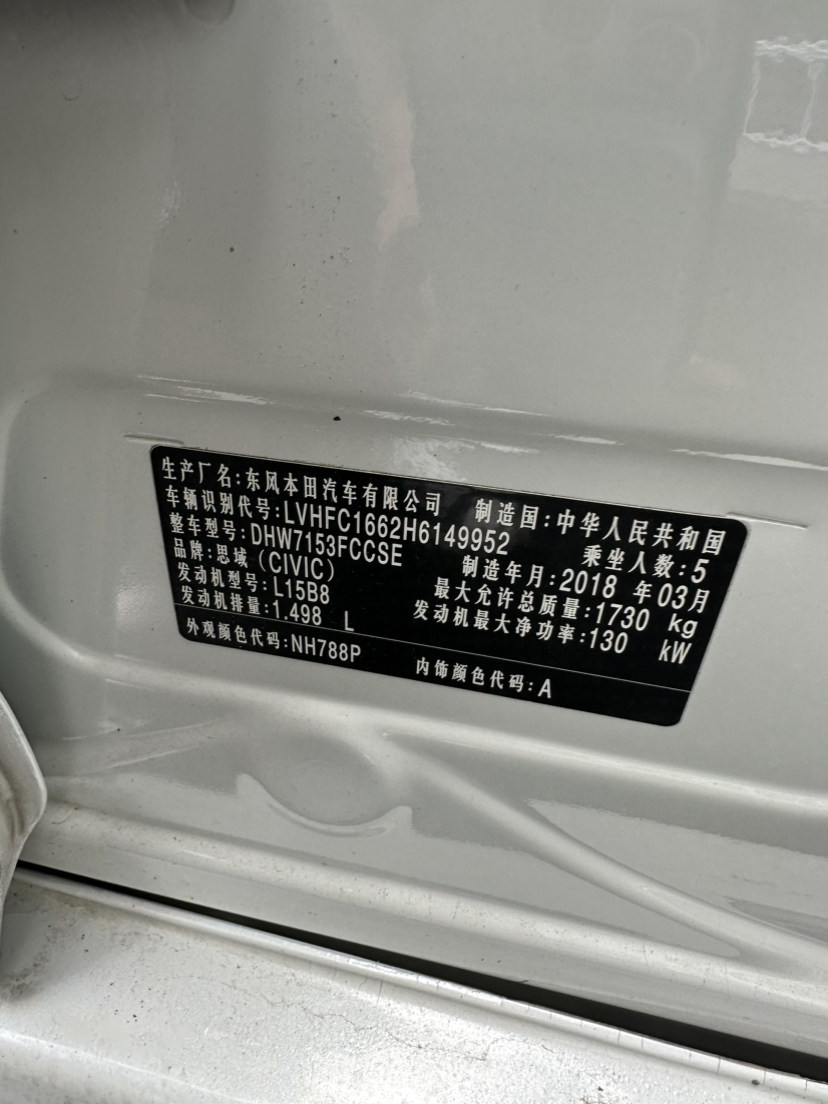 生产厂名:东风本田汽车有限公司 制造国:中华人民共和国
车辆识别代号:LVHFC1662H6149952 乘坐人数:5
整车型号:DHW7153FCCSE 制造年月:2018 年 03月
品牌:思域(CIVIC) 最大允许总质量:1730 kg
发动机型号:L15B8 发动机最大净功率:130 kW
发动机排量:1.498 L
外观颜色代码:NH788P 内饰颜色代码:A